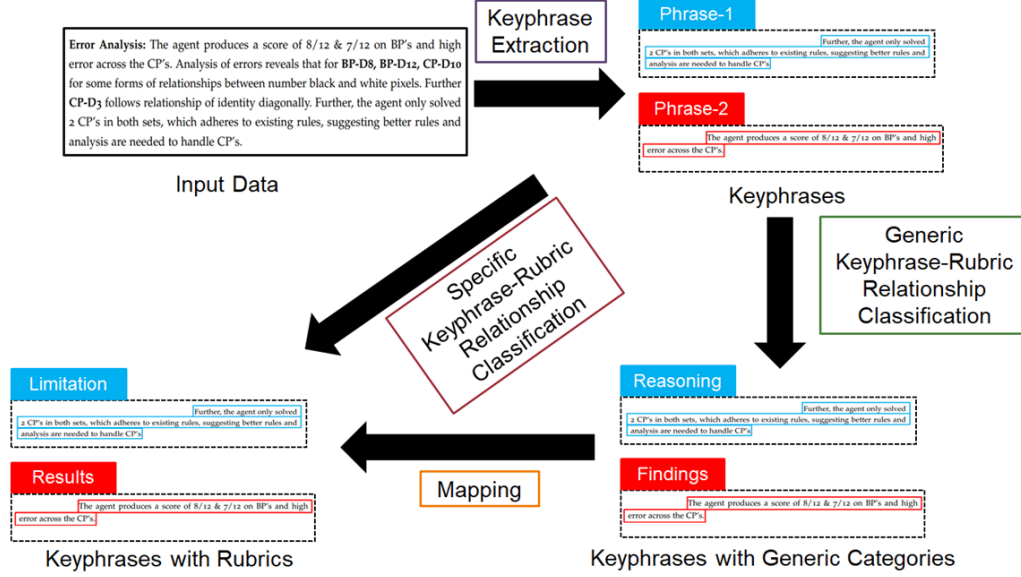 Error Analysis: The agent produces a score of 8/12 & 7/12 on BP's and high
error across the CP's. Analysis of errors reveals that for BP-D8, BP-D12, CP-D10
for some forms of relationships between number black and white pixels. Further
CP-D3 follows relationship of identity diagonally. Further, the agent only solved
2 CP's in both sets, which adheres to existing rules, suggesting better rules and
analysis are needed to handle CP's.
Input Data
Keyphrase
Extraction
Phrase-1
Further, the agent only solved
2 CP's in both sets, which adheres to existing rules, suggesting better rules and
analysis are needed to handle CP's
Phrase-2
The agent produces a score of 8/12 & 7/12 on BP's and high
error across the CP's.
Keyphrases
Generic
Keyphrase-Rubric
Relationship
Classification
Specific
Keyphrase-Rubric
Relationship
Classification
Limitation
Further, the agent only solved
2 CP's in both sets, which adheres to existing rules, suggesting better rules and
analysis are needed to handle CP's
Results
The agent produces a score of 8/12 & 7/12 on BP's and high
error across the CP's.
Keyphrases with Rubrics
Mapping
Reasoning
Further, the agent only solved
2 CP's in both sets, which adheres to existing rules, suggesting better rules and
analysis are needed to handle CP's
Findings
The agent produces a score of 8/12 & 7/12 on BP's and high
error across the CP's.
Keyphrases with Generic Categories